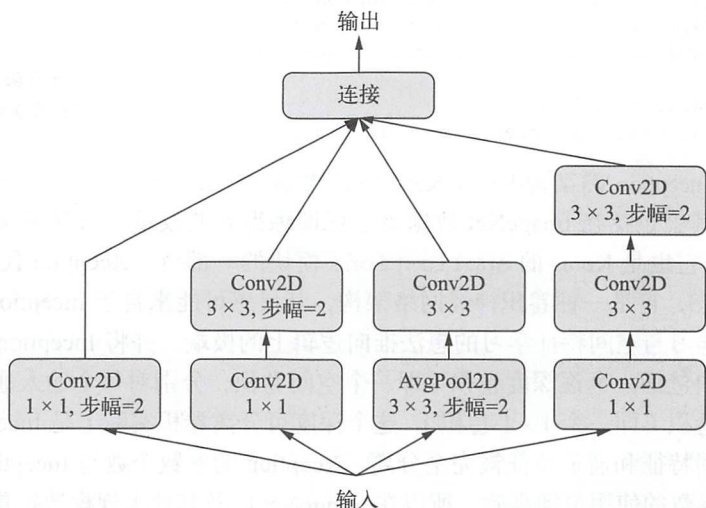 输出
连接
Conv2D
3 × 3, 步幅=2
Conv2D
3 × 3, 步幅=2
Conv2D
3 × 3
Conv2D
3 × 3
Conv2D
1 × 1, 步幅=2
Conv2D
1 × 1
AvgPool2D
3 × 3, 步幅=2
Conv2D
1 × 1
输入